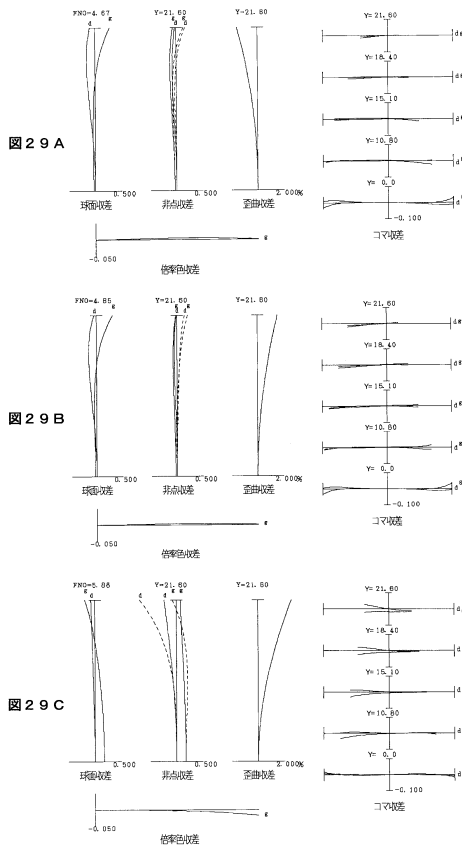 図29A
FNO=4.67
d g
Y=21.60
g g d d
Y=21.60
0.500
球面収差
0.500
非点収差
2.000%
歪曲収差
-0.050
g
倍率色収差
Y=21.60
Y=18.40
Y=15.10
Y=10.80
Y= 0.0
-0.100
コマ収差
図29B
FNO=4.85
d g
Y=21.60
g g d d
Y=21.60
0.500
球面収差
0.500
非点収差
2.000%
歪曲収差
-0.050
g
倍率色収差
Y=21.60
d g
Y=18.40
d g
Y=15.10
d g
Y=10.80
d g
Y= 0.0
d g
-0.100
コマ収差
図29C
FNO=5.88
g d
Y=21.60
d d g g
Y=21.60
0.500
球面収差
0.500
非点収差
2.000%
歪曲収差
-0.050
g
倍率色収差
Y=21.60
Y=18.40
d
Y=15.10
d
Y=10.80
d
Y= 0.0
d
-0.100
コマ収差